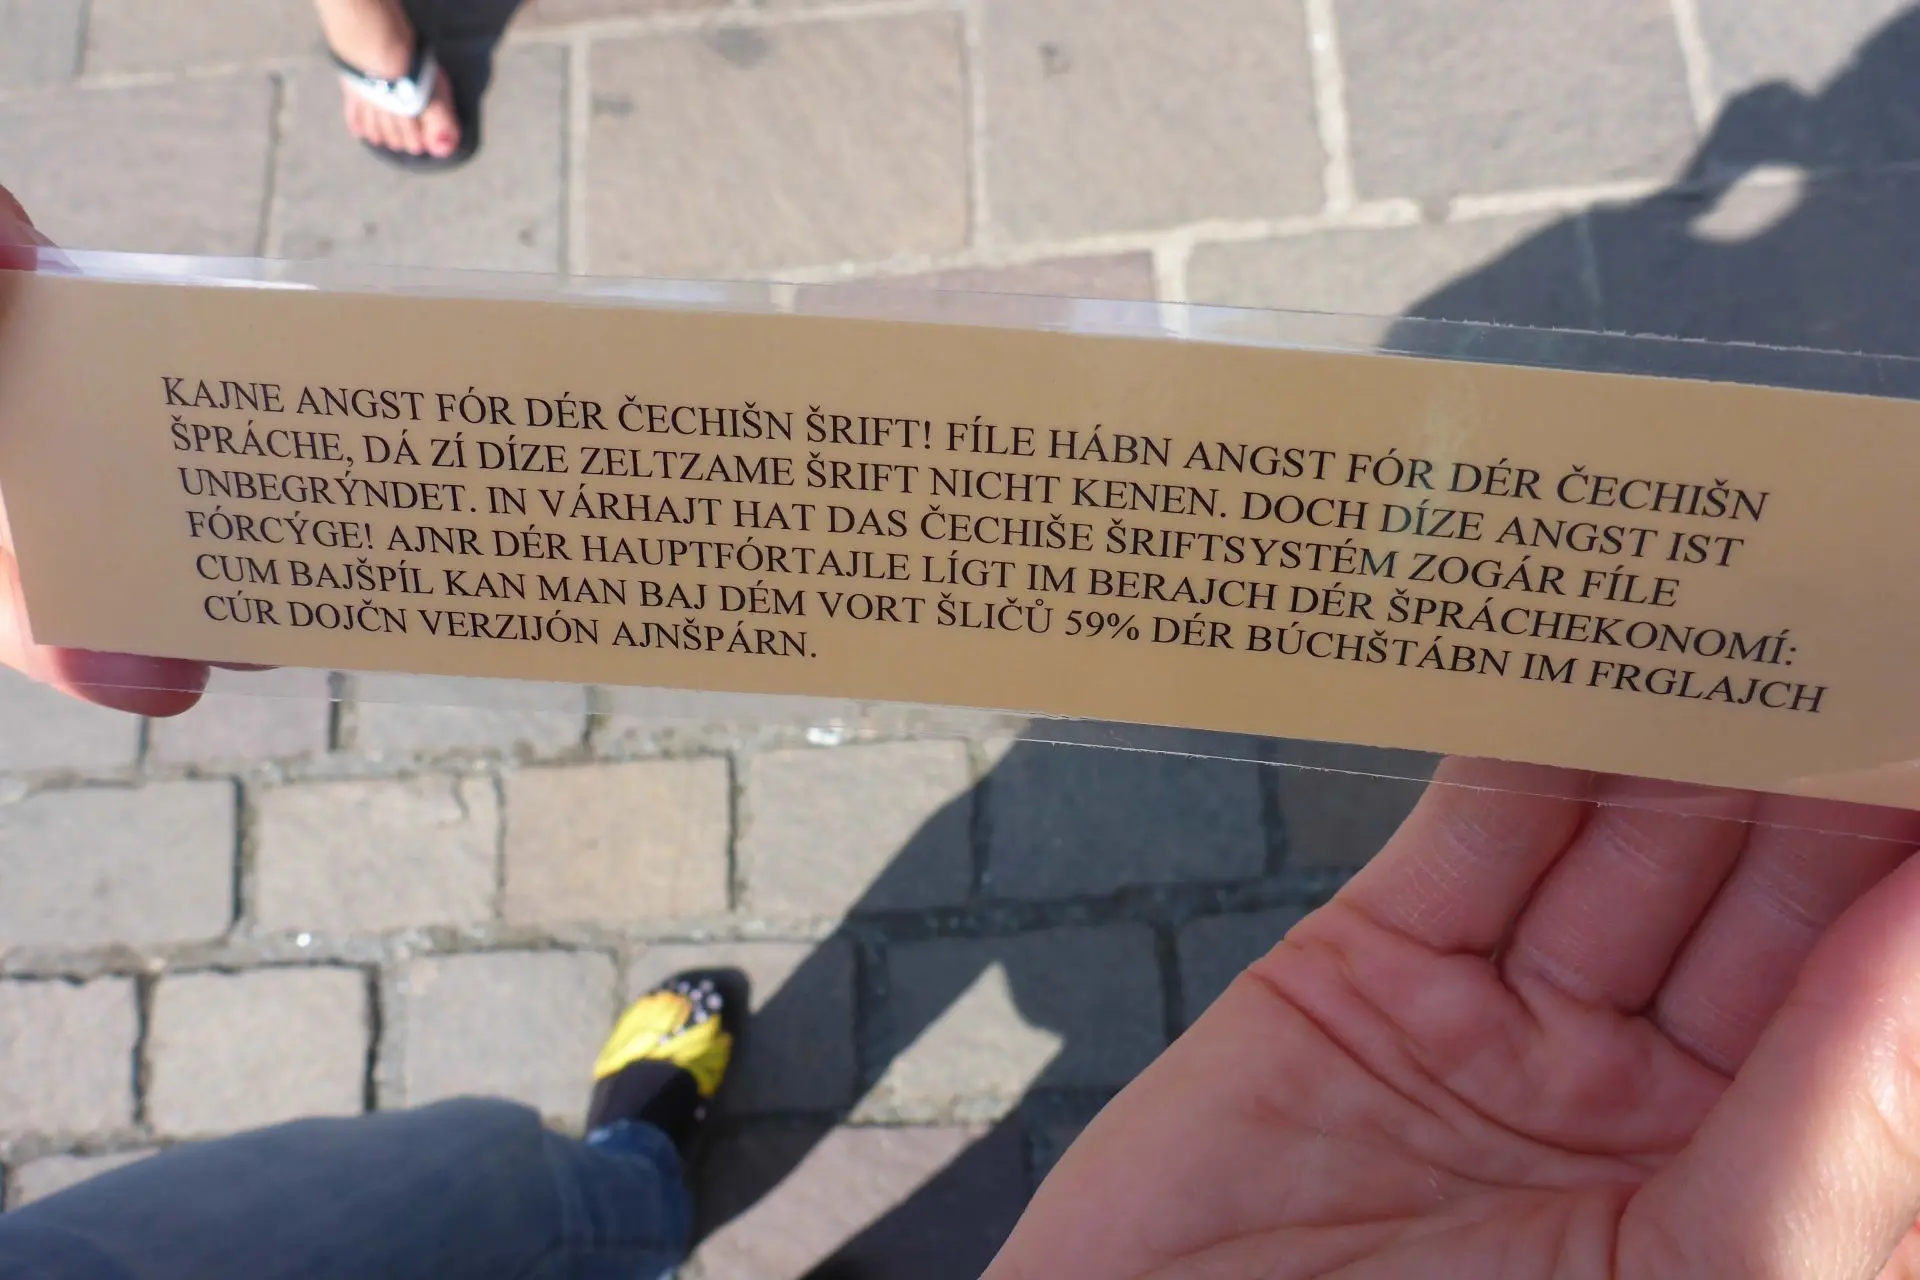 KAJNE ANGST FÓR DÉR ČECHIŠN ŠRIFT! FÍLE HÁBN ANGST FÓR DÉR ČECHIŠN
ŠPRÁCHE, DÁ ZÍ DÍZE ZELTZAME ŠRIFT NICHT KENEN. DOCH DÍZE ANGST IST
UNBEGRÝNDET. IN VÁRHAJT HAT DAS ČECHIŠE ŠRIFTSYSTÉM ZOGÁR FÍLE
FÓRCÝGE! AJNR DÉR HAUPTFÓRTAJLE LÍGT IM BERAJCH DÉR ŠPRÁCHEKONOMÍ:
CUM BAJŠPÍL KAN MAN BAJ DÉM VORT ŠLIČŮ 59% DÉR BÚCHŠTÁBN IM FRGLAJCH
CÚR DOJČN VERZIJÓN AJNŠPÁRN.